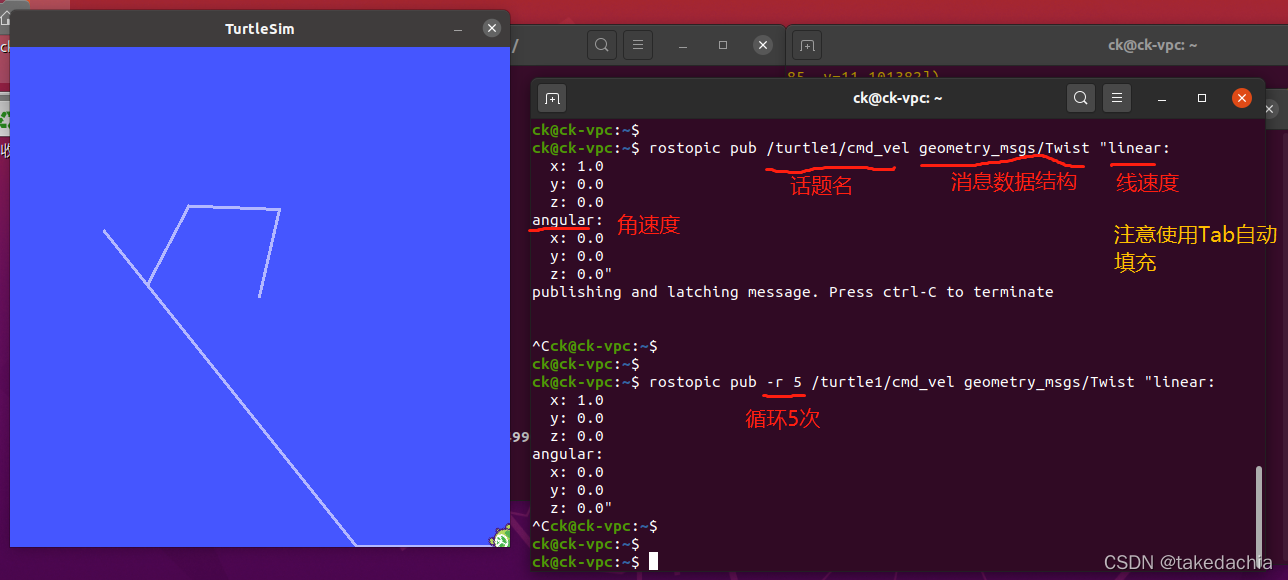 TurtleSim
/
ck@ck-vpc: ~
85, y=11.101382])
ck@ck-vpc: ~
ck@ck-vpc:~$
ck@ck-vpc:~$ rostopic pub /turtle1/cmd_vel geometry_msgs/Twist "linear:
  x: 1.0
话题名
消息数据结构
线速度
  y: 0.0
  z: 0.0
angular:
角速度
  x: 0.0
注意使用Tab自动
填充
  y: 0.0
  z: 0.0"
publishing and latching message. Press ctrl-C to terminate
^Cck@ck-vpc:~$
ck@ck-vpc:~$
ck@ck-vpc:~$ rostopic pub -r 5 /turtle1/cmd_vel geometry_msgs/Twist "linear:
  x: 1.0
循环5次
  y: 0.0
  z: 0.0
499
angular:
  x: 0.0
  y: 0.0
  z: 0.0"
^Cck@ck-vpc:~$
ck@ck-vpc:~$
ck@ck-vpc:~$
CSDN @takedachia